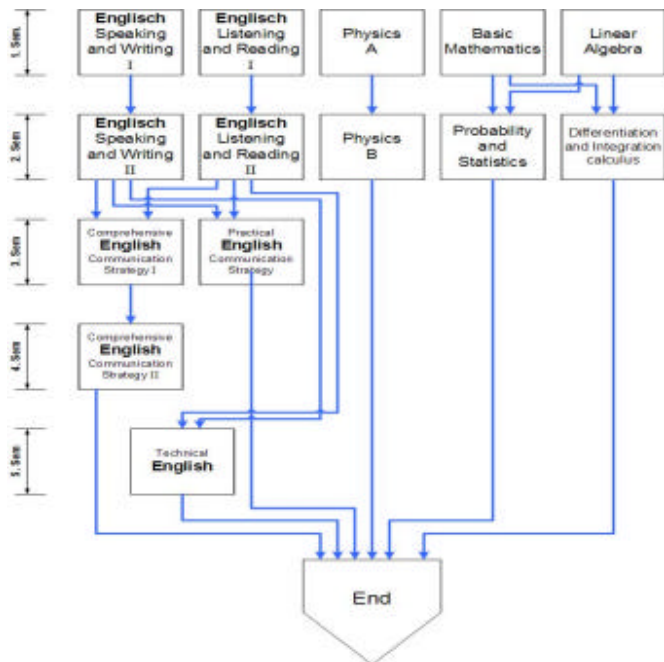 1. Sem.
Englisch
Speaking
and Writing
I
Englisch
Listening
and Reading
I
Physics
A
Basic
Mathematics
Linear
Algebra
2. Sem
Englisch
Speaking
and Writing
II
Englisch
Listening
and Reading
II
Physics
B
Probability
and
Statistics
Differentiation
and Integration
calculus
3. Sem
Comprehensive
English
Communication
Strategy I
Practical
English
Communication
Strategy
4. Sem
Comprehensive
English
Communication
Strategy II
5. Sem
Technical
English
End